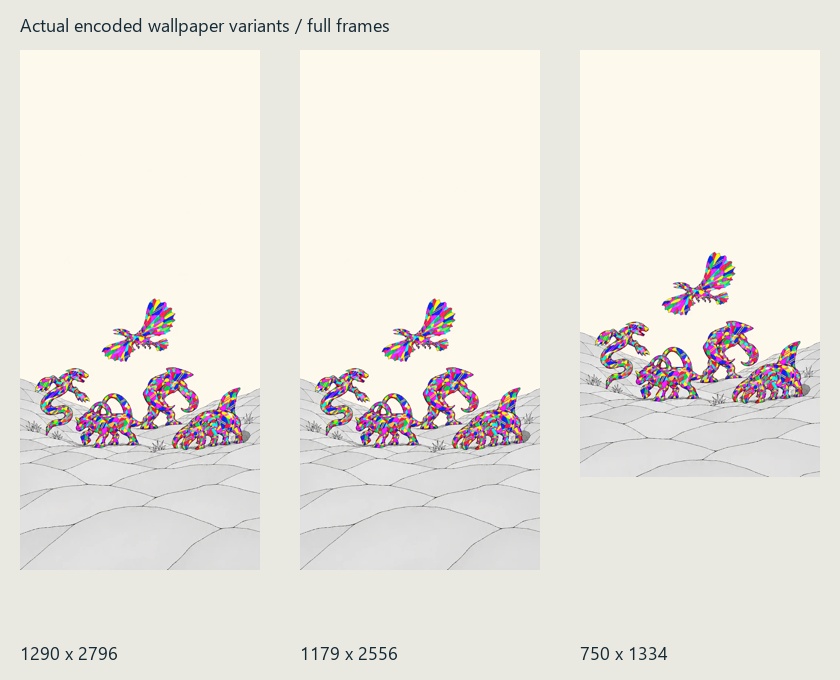 Actual encoded wallpaper variants / full frames
1290 x 2796
1179 x 2556
750 x 1334